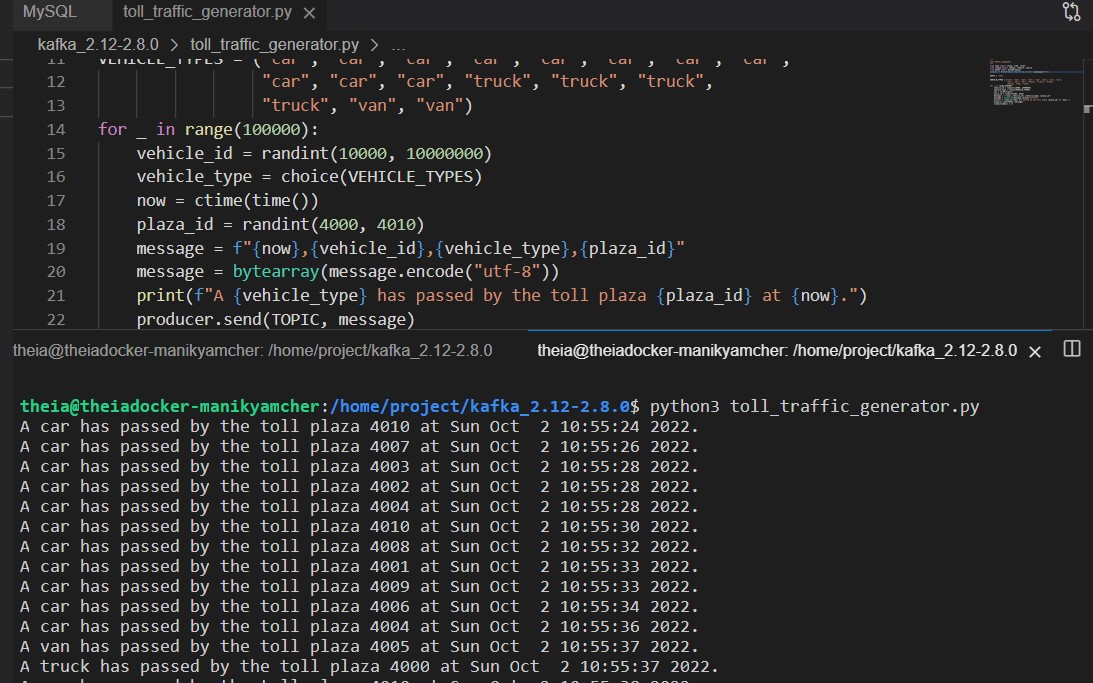 MySQL toll_traffic_generator.py ×
kafka_2.12-2.8.0 > toll_traffic_generator.py > ...
11 VEHICLE_TYPES = ("car", "car", "car", "car", "car", "car", "car", "car",
12 "car", "car", "car", "truck", "truck", "truck",
13 "truck", "van", "van")
14 for _ in range(100000):
15 vehicle_id = randint(10000, 10000000)
16 vehicle_type = choice(VEHICLE_TYPES)
17 now = ctime(time())
18 plaza_id = randint(4000, 4010)
19 message = f"{now},{vehicle_id},{vehicle_type},{plaza_id}"
20 message = bytearray(message.encode("utf-8"))
21 print(f"A {vehicle_type} has passed by the toll plaza {plaza_id} at {now}.")
22 producer.send(TOPIC, message)
theia@theiadocker-manikyamcher: /home/project/kafka_2.12-2.8.0 theia@theiadocker-manikyamcher: /home/project/kafka_2.12-2.8.0 ×
theia@theiadocker-manikyamcher:/home/project/kafka_2.12-2.8.0$ python3 toll_traffic_generator.py
A car has passed by the toll plaza 4010 at Sun Oct  2 10:55:24 2022.
A car has passed by the toll plaza 4007 at Sun Oct  2 10:55:26 2022.
A car has passed by the toll plaza 4003 at Sun Oct  2 10:55:28 2022.
A car has passed by the toll plaza 4002 at Sun Oct  2 10:55:28 2022.
A car has passed by the toll plaza 4004 at Sun Oct  2 10:55:28 2022.
A car has passed by the toll plaza 4010 at Sun Oct  2 10:55:30 2022.
A car has passed by the toll plaza 4008 at Sun Oct  2 10:55:32 2022.
A car has passed by the toll plaza 4001 at Sun Oct  2 10:55:33 2022.
A car has passed by the toll plaza 4009 at Sun Oct  2 10:55:33 2022.
A car has passed by the toll plaza 4006 at Sun Oct  2 10:55:34 2022.
A car has passed by the toll plaza 4004 at Sun Oct  2 10:55:36 2022.
A van has passed by the toll plaza 4005 at Sun Oct  2 10:55:37 2022.
A truck has passed by the toll plaza 4000 at Sun Oct  2 10:55:37 2022.